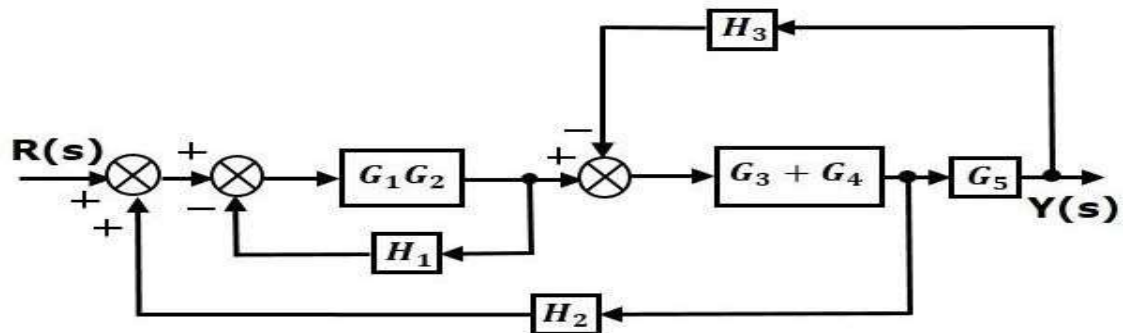 H₃
R(s)
+
+
+
+
−
G₁G₂
+
−
G₃ + G₄
G₅
Y(s)
H₁
H₂